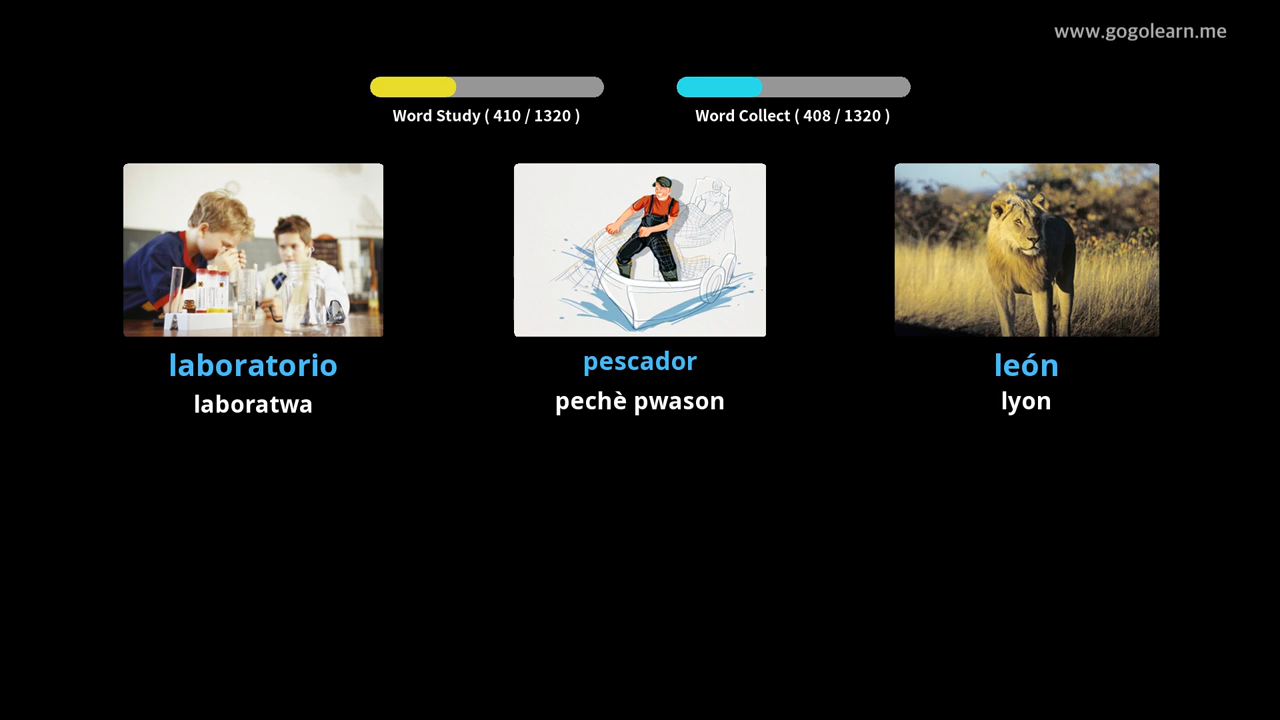 www.gogolearn.me
Word Study ( 410 / 1320 )
Word Collect ( 408 / 1320 )
laboratorio
laboratwa
pescador
pechè pwason
león
lyon